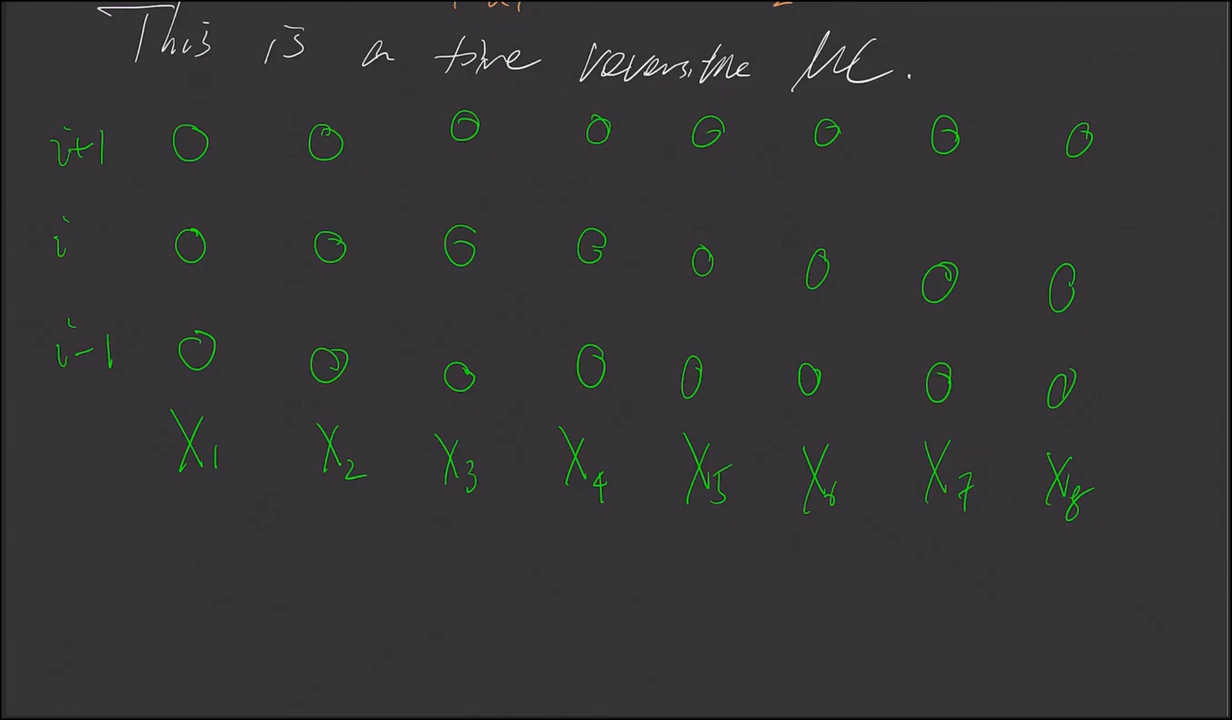 This is a time reversible MC.
i+1 O O O O O O O O
i O O O O O O O O
i-1 O O O O O O O O
X1 X2 X3 X4 X5 X6 X7 X8